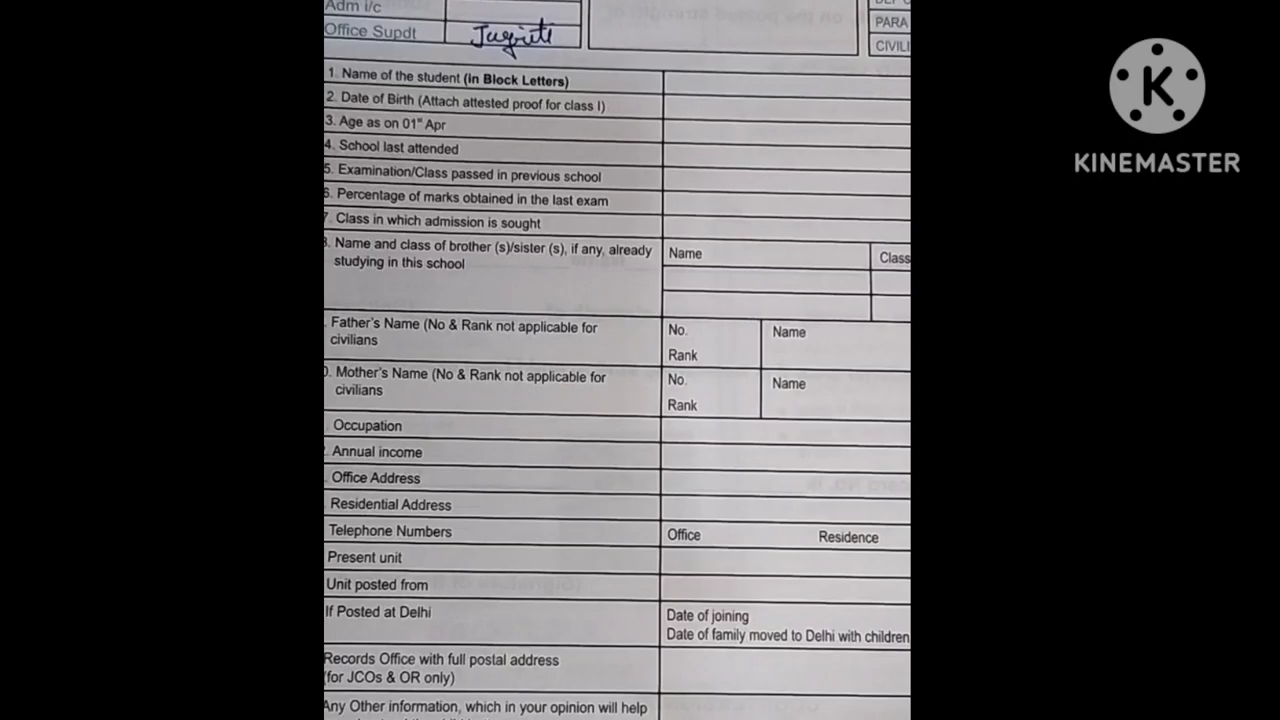 Adm i/c
Office Supdt
Jagriti
PARA
CIVILI
1. Name of the student (in Block Letters)
2. Date of Birth (Attach attested proof for class I)
3. Age as on 01st Apr
4. School last attended
5. Examination/Class passed in previous school
6. Percentage of marks obtained in the last exam
7. Class in which admission is sought
8. Name and class of brother (s)/sister (s), if any, already
studying in this school
Name
Class
. Father's Name (No & Rank not applicable for
civilians
No.
Rank
Name
0. Mother's Name (No & Rank not applicable for
civilians
No.
Rank
Name
. Occupation
. Annual income
. Office Address
Residential Address
Telephone Numbers
Office
Residence
Present unit
Unit posted from
If Posted at Delhi
Date of joining
Date of family moved to Delhi with children
Records Office with full postal address
(for JCOs & OR only)
Any Other information, which in your opinion will help
K
KINEMASTER